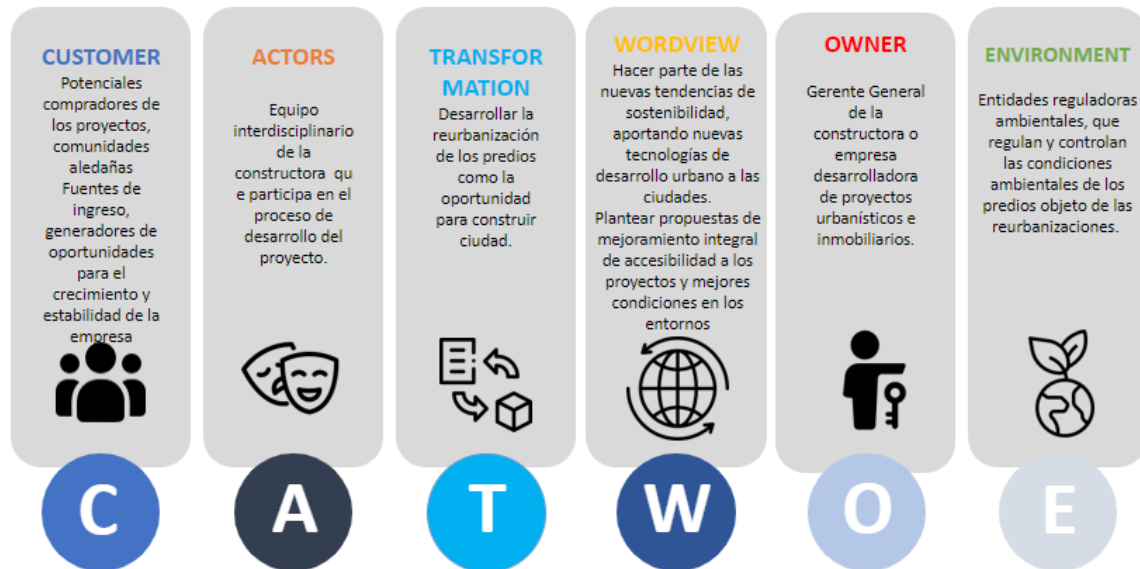 CUSTOMER
Potenciales
compradores de
los proyectos,
comunidades
aledañas
Fuentes de
ingreso,
generadores de
oportunidades
para el
crecimiento y
estabilidad de la
empresa
ACTORS
Equipo
interdisciplinario
de la
constructora qu
e participa en el
proceso de
desarrollo del
proyecto.
TRANSFOR
MATION
Desarrollar la
reurbanización
de los predios
como la
oportunidad
para construir
ciudad.
WORDVIEW
Hacer parte de las
nuevas tendencias de
sostenibilidad,
aportando nuevas
tecnologías de
desarrollo urbano a las
ciudades.
Plantear propuestas de
mejoramiento integral
de accesibilidad a los
proyectos y mejores
condiciones en los
entornos
OWNER
Gerente General
de la
constructora o
empresa
desarrolladora
de proyectos
urbanísticos e
inmobiliarios.
ENVIRONMENT
Entidades reguladoras
ambientales, que
regulan y controlan
las condiciones
ambientales de los
predios objeto de las
reurbanizaciones.
C
A
T
W
O
E